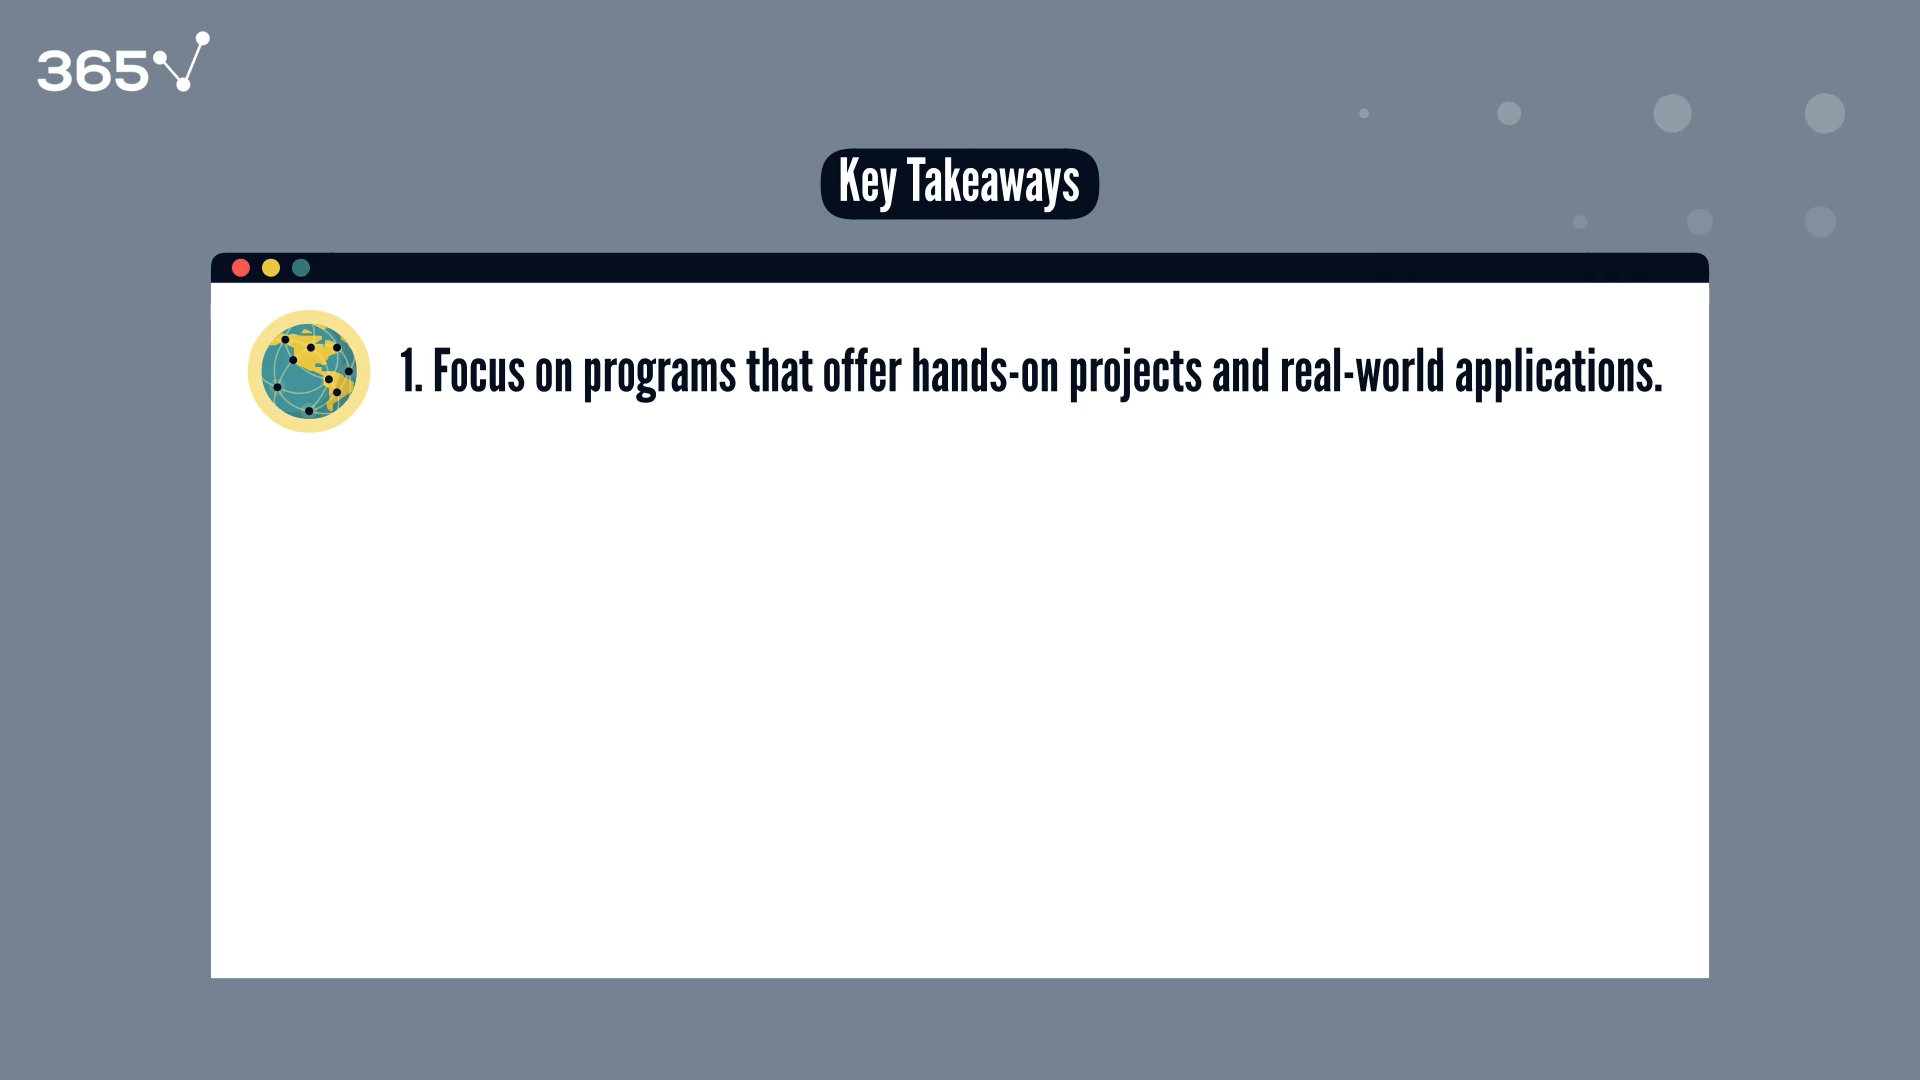 365
Key Takeaways
1. Focus on programs that offer hands-on projects and real-world applications.